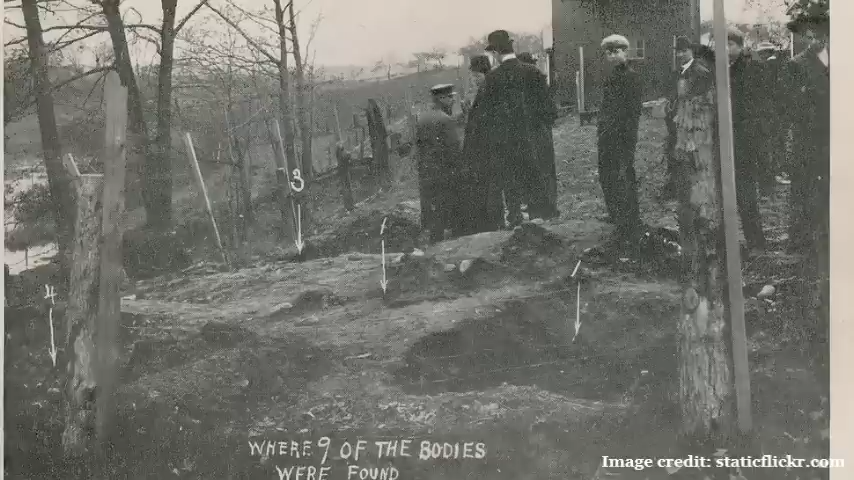 3
4
WHERE 9 OF THE BODIES
WERE FOUND
Image credit: staticflickr.com